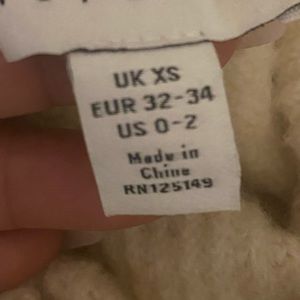 UK XS
EUR 32-34
US 0-2
Made in
China
RN125149